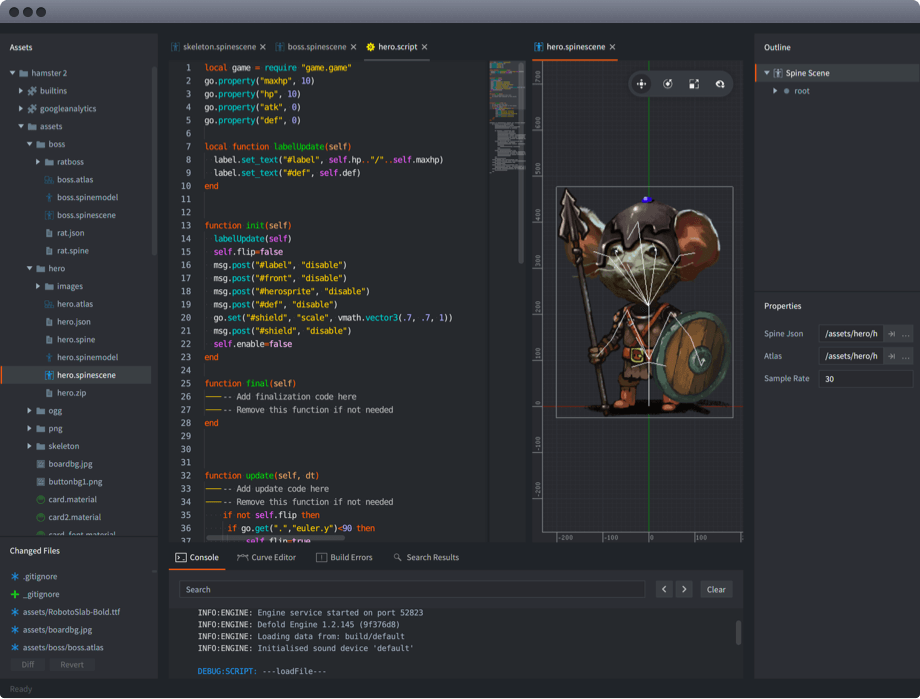 Assets
hamster 2
builtins
googleanalytics
assets
boss
ratboss
boss.atlas
boss.spinemodel
boss.spinescene
rat.json
rat.spine
hero
images
hero.atlas
hero.json
hero.spine
hero.spinemodel
hero.spinescene
hero.zip
ogg
png
skeleton
boardbg.jpg
buttonbg1.png
card.material
card2.material
card_font.material
Changed Files
.gitignore
_gitignore
assets/RobotoSlab-Bold.ttf
assets/boardbg.jpg
assets/boss/boss.atlas
Diff Revert
Ready
skeleton.spinescene boss.spinescene hero.script
1 local game = require "game.game"
2 go.property("maxhp", 10)
3 go.property("hp", 10)
4 go.property("atk", 0)
5 go.property("def", 0)
6
7 local function labelUpdate(self)
8 label.set_text("#label", self.hp.."/"..self.maxhp)
9 label.set_text("#def", self.def)
10 end
11
12
13 function init(self)
14 labelUpdate(self)
15 self.flip=false
16 msg.post("#label", "disable")
17 msg.post("#front", "disable")
18 msg.post("#herosprite", "disable")
19 msg.post("#def", "disable")
20 go.set("#shield", "scale", vmath.vector3(.7, .7, 1))
21 msg.post("#shield", "disable")
22 self.enable=false
23 end
24
25 function final(self)
26 -- Add finalization code here
27 -- Remove this function if not needed
28 end
29
30
31
32 function update(self, dt)
33 -- Add update code here
34 -- Remove this function if not needed
35 if not self.flip then
36 if go.get(".","euler.y")<90 then
37 self.flip=true
hero.spinescene
700
600
500
400
300
200
100
0
-100
-200
-200 -100 0 100
Console Curve Editor Build Errors Search Results
Search Clear
INFO:ENGINE: Engine service started on port 52823
INFO:ENGINE: Defold Engine 1.2.145 (9f376d8)
INFO:ENGINE: Loading data from: build/default
INFO:ENGINE: Initialised sound device 'default'
DEBUG:SCRIPT: ---loadFile---
Outline
Spine Scene
root
Properties
Spine Json /assets/hero/h ...
Atlas /assets/hero/h ...
Sample Rate 30